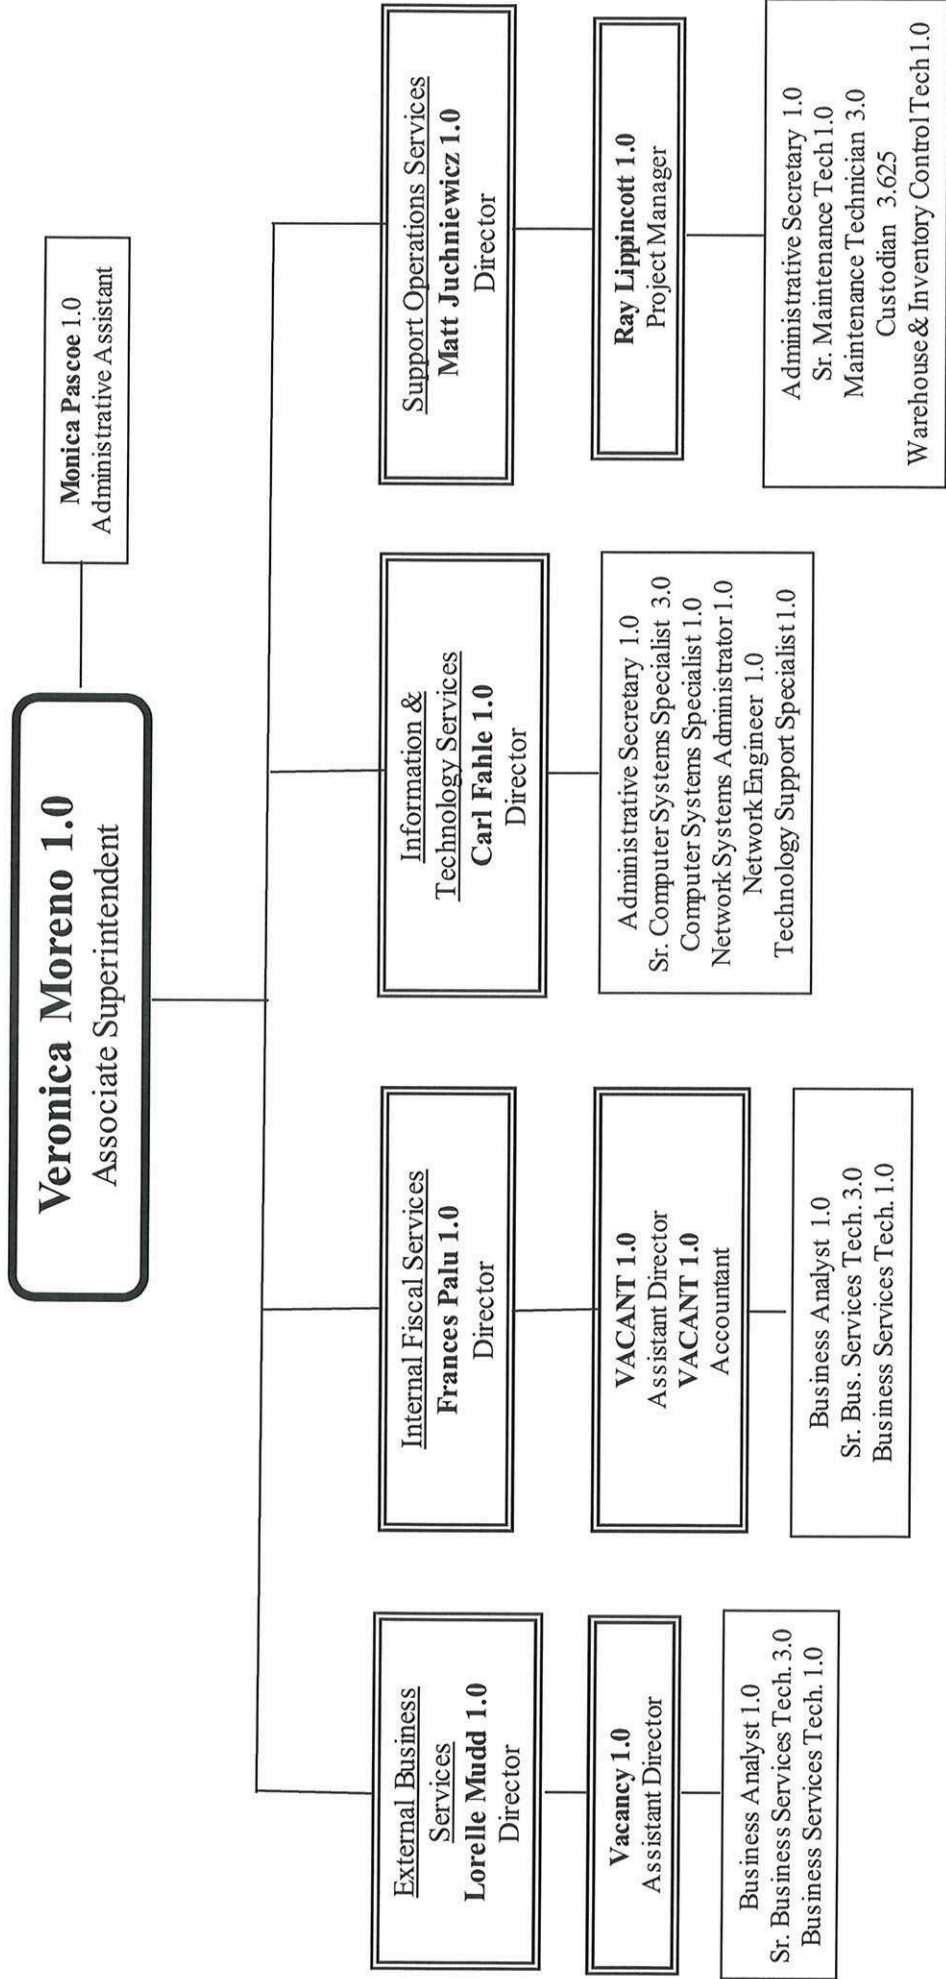 Veronica Moreno 1.0
Associate Superintendent
Monica Pascoe 1.0
Administrative Assistant
External Business
Services
Lorelle Mudd 1.0
Director
Vacancy 1.0
Assistant Director
Business Analyst 1.0
Sr. Business Services Tech. 3.0
Business Services Tech. 1.0
Internal Fiscal Services
Frances Palu 1.0
Director
VACANT 1.0
Assistant Director
VACANT 1.0
Accountant
Business Analyst 1.0
Sr. Bus. Services Tech. 3.0
Business Services Tech. 1.0
Information &
Technology Services
Carl Fahle 1.0
Director
Administrative Secretary 1.0
Sr. Computer Systems Specialist 3.0
Computer Systems Specialist 1.0
Network Systems Administrator 1.0
Network Engineer 1.0
Technology Support Specialist 1.0
Support Operations Services
Matt Juchniewicz 1.0
Director
Ray Lippincott 1.0
Project Manager
Administrative Secretary 1.0
Sr. Maintenance Tech 1.0
Maintenance Technician 3.0
Custodian 3.625
Warehouse & Inventory Control Tech 1.0